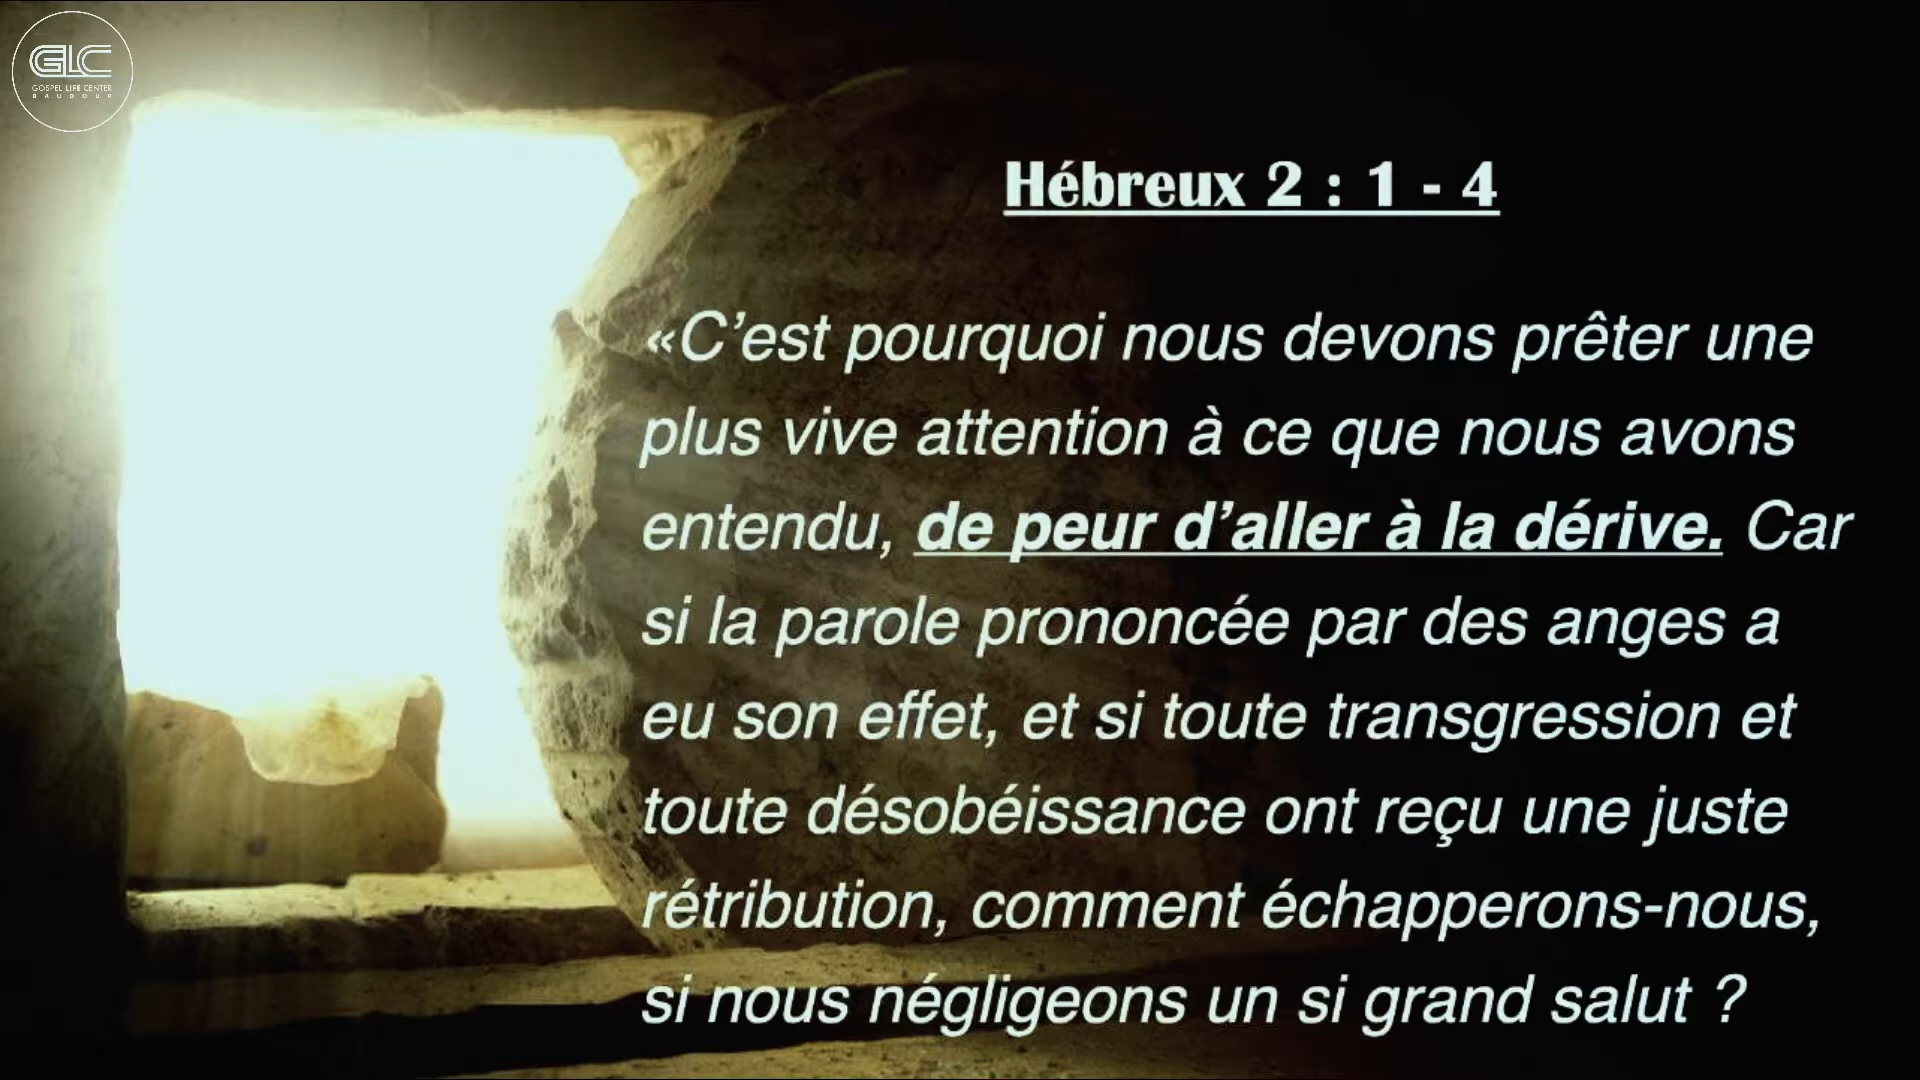 GLC
GOSPEL LIFE CENTER
BAUDOUR
Hébreux 2 : 1 - 4
«C’est pourquoi nous devons prêter une
plus vive attention à ce que nous avons
entendu, de peur d’aller à la dérive. Car
si la parole prononcée par des anges a
eu son effet, et si toute transgression et
toute désobéissance ont reçu une juste
rétribution, comment échapperons-nous,
si nous négligeons un si grand salut ?